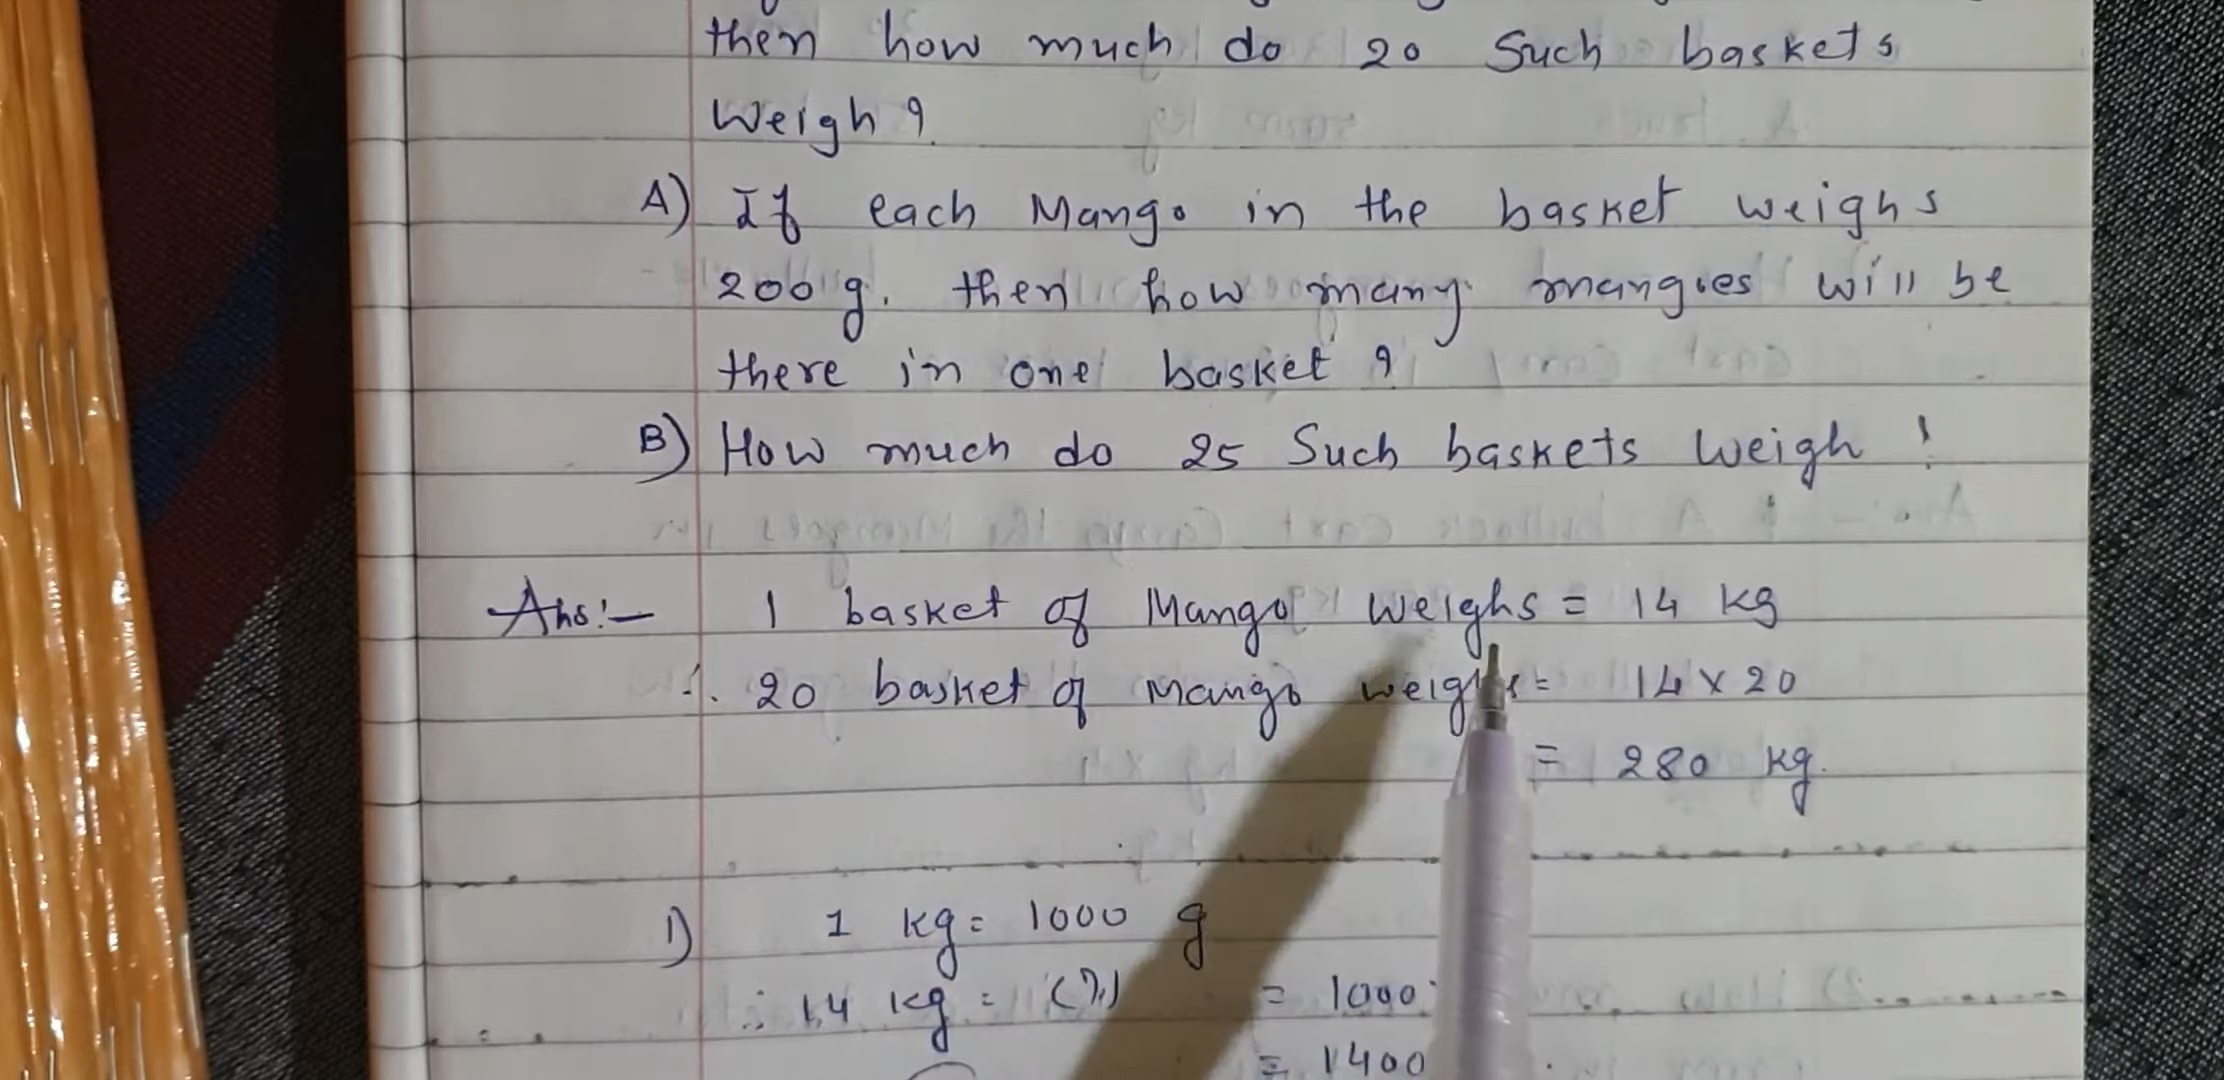 then how much do 20 Such baskets
Weigh ?
A) If each Mango in the basket weighs
200 g. then how many mangoes will be
there in one basket ?
B) How much do 25 Such baskets Weigh !
Ans:- 1 basket of Mango Weighs = 14 kg
∴ 20 basket of Mango weighs = 14 x 20
= 280 kg.
1) 1 kg = 1000 g
∴ 14 kg = (?) = 1000
= 1400